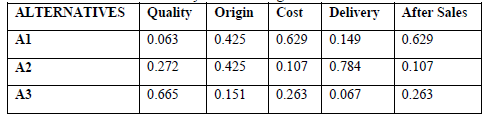 ALTERNATIVES Quality Origin Cost Delivery After Sales
A1 0.063 0.425 0.629 0.149 0.629
A2 0.272 0.425 0.107 0.784 0.107
A3 0.665 0.151 0.263 0.067 0.263